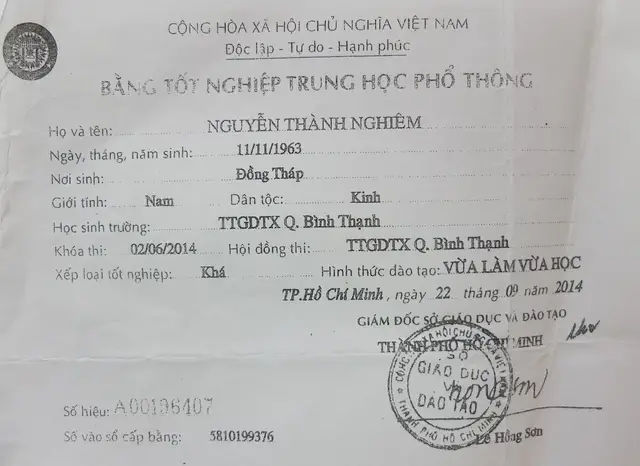 CỘNG HÒA XÃ HỘI CHỦ NGHĨA VIỆT NAM
Độc lập - Tự do - Hạnh phúc
BẰNG TỐT NGHIỆP TRUNG HỌC PHỔ THÔNG
Họ và tên: NGUYỄN THÀNH NGHIÊM
Ngày, tháng, năm sinh: 11/11/1963
Nơi sinh: Đồng Tháp
Giới tính: Nam Dân tộc: Kinh
Học sinh trường: TTGDTX Q. Bình Thạnh
Khóa thi: 02/06/2014 Hội đồng thi: TTGDTX Q. Bình Thạnh
Xếp loại tốt nghiệp: Khá Hình thức đào tạo: VỪA LÀM VỪA HỌC
TP.Hồ Chí Minh, ngày 22 tháng 09 năm 2014
GIÁM ĐỐC SỞ GIÁO DỤC VÀ ĐÀO TẠO
THÀNH PHỐ HỒ CHÍ MINH
SỞ
GIÁO DỤC
VÀ
ĐÀO TẠO
THÀNH PHỐ HỒ CHÍ MINH
Số hiệu: A00196407
Lê Hồng Sơn
Số vào sổ cấp bằng: 5810199376